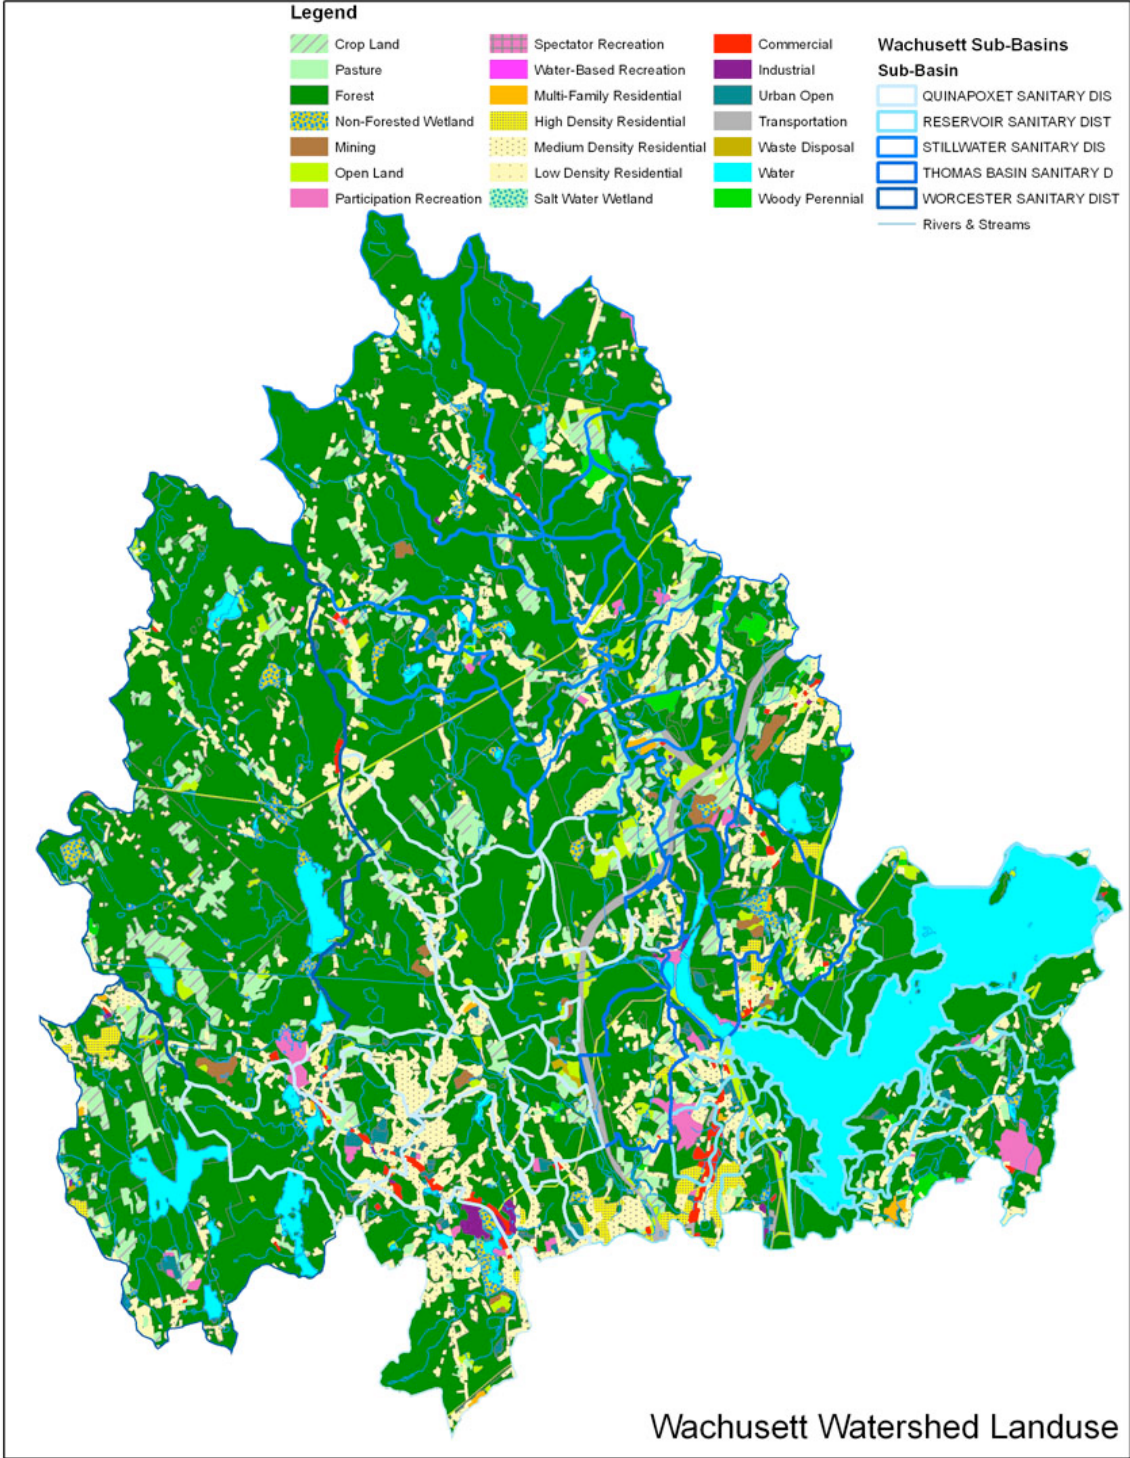 Legend
Crop Land
Pasture
Forest
Non-Forested Wetland
Mining
Open Land
Participation Recreation
Spectator Recreation
Water-Based Recreation
Multi-Family Residential
High Density Residential
Medium Density Residential
Low Density Residential
Salt Water Wetland
Commercial
Industrial
Urban Open
Transportation
Waste Disposal
Water
Woody Perennial
Wachusett Sub-Basins
Sub-Basin
QUINAPOXET SANITARY DIS
RESERVOIR SANITARY DIST
STILLWATER SANITARY DIS
THOMAS BASIN SANITARY D
WORCESTER SANITARY DIST
Rivers & Streams
Wachusett Watershed Landuse